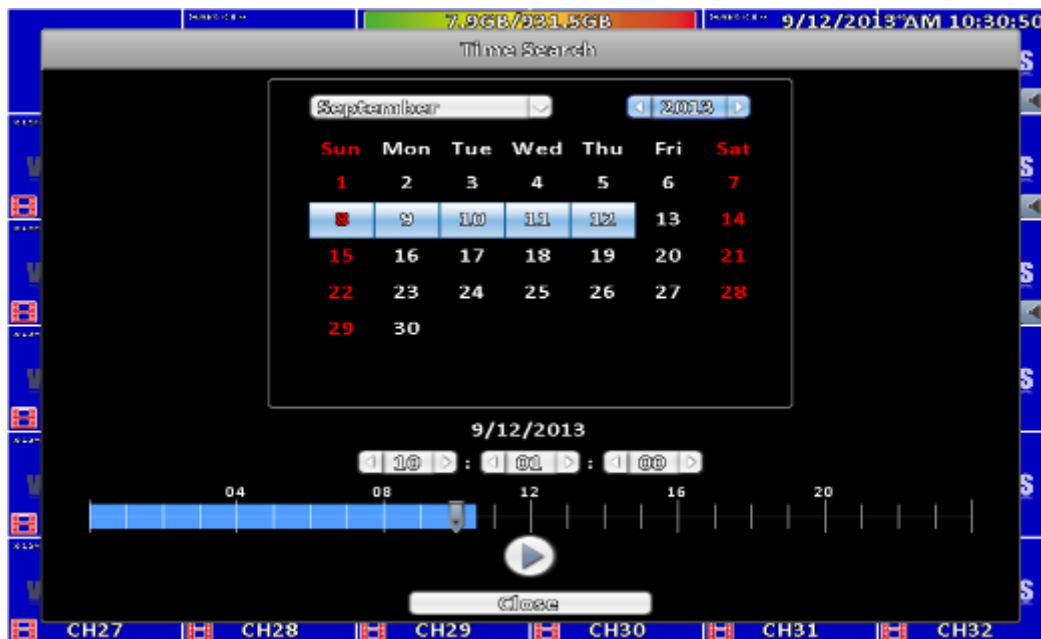 7.9GB/931.5GB
9/12/2013 AM 10:30:50
Time Search
September 2013
Sun Mon Tue Wed Thu Fri Sat
1 2 3 4 5 6 7
8 9 10 11 12 13 14
15 16 17 18 19 20 21
22 23 24 25 26 27 28
29 30
9/12/2013
10 : 01 : 00
04 08 12 16 20
Close
CH27 CH28 CH29 CH30 CH31 CH32